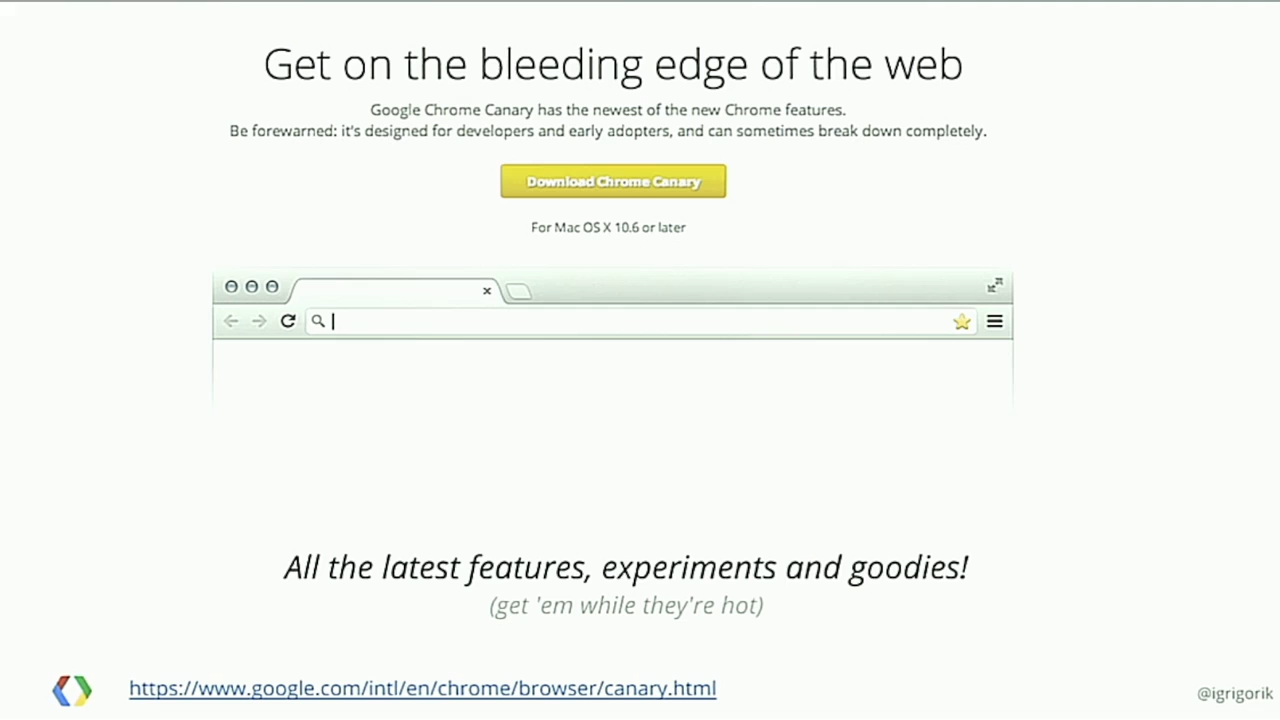 Get on the bleeding edge of the web
Google Chrome Canary has the newest of the new Chrome features.
Be forewarned: it's designed for developers and early adopters, and can sometimes break down completely.
Download Chrome Canary
For Mac OS X 10.6 or later
All the latest features, experiments and goodies!
(get 'em while they're hot)
https://www.google.com/intl/en/chrome/browser/canary.html
@igrigorik